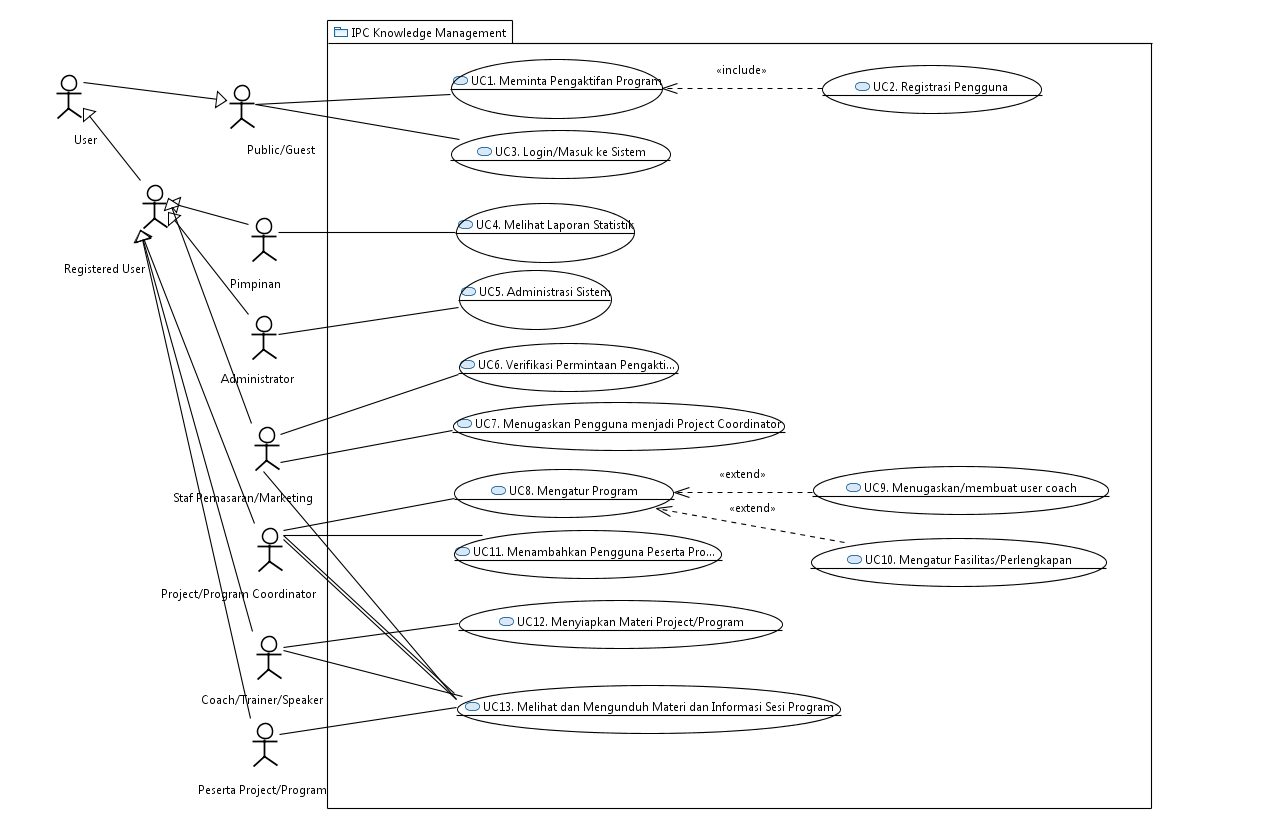 IPC Knowledge Management
User
Public/Guest
UC1. Meminta Pengaktifan Program
«include»
UC2. Registrasi Pengguna
UC3. Login/Masuk ke Sistem
Registered User
Pimpinan
UC4. Melihat Laporan Statistik
Administrator
UC5. Administrasi Sistem
UC6. Verifikasi Permintaan Pengakti...
UC7. Menugaskan Pengguna menjadi Project Coordinator
Staf Pemasaran/Marketing
UC8. Mengatur Program
«extend»
UC9. Menugaskan/membuat user coach
«extend»
UC10. Mengatur Fasilitas/Perlengkapan
UC11. Menambahkan Pengguna Peserta Pro...
Project/Program Coordinator
UC12. Menyiapkan Materi Project/Program
Coach/Trainer/Speaker
UC13. Melihat dan Mengunduh Materi dan Informasi Sesi Program
Peserta Project/Program